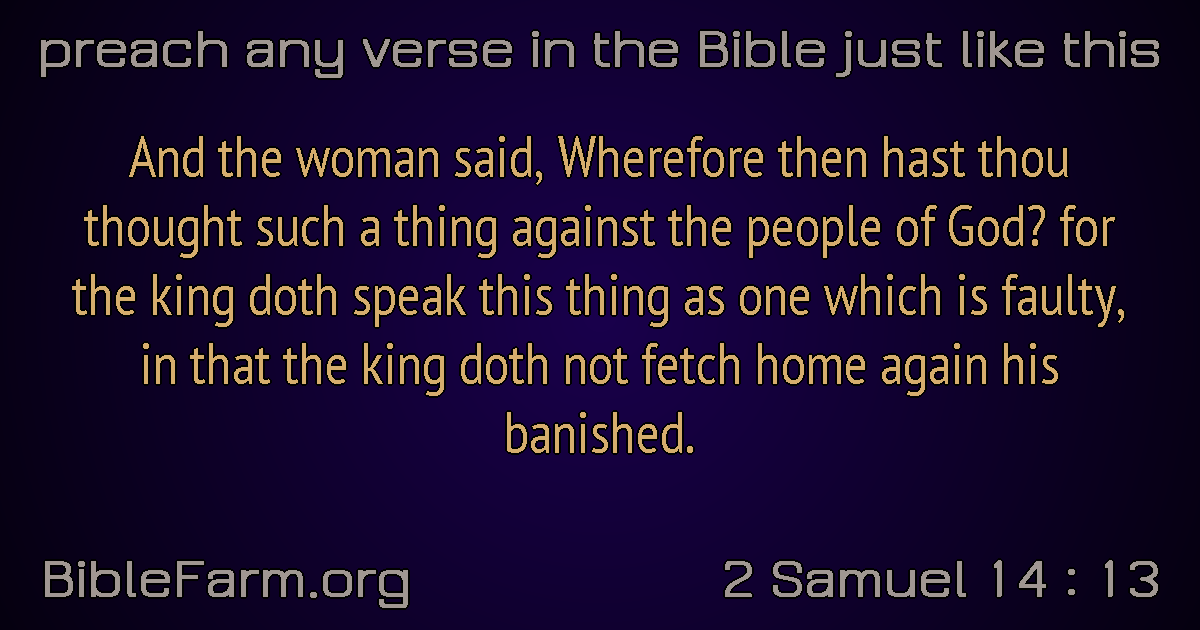 preach any verse in the Bible just like this
And the woman said, Wherefore then hast thou
thought such a thing against the people of God? for
the king doth speak this thing as one which is faulty,
in that the king doth not fetch home again his
banished.
BibleFarm.org
2 Samuel 14 : 13